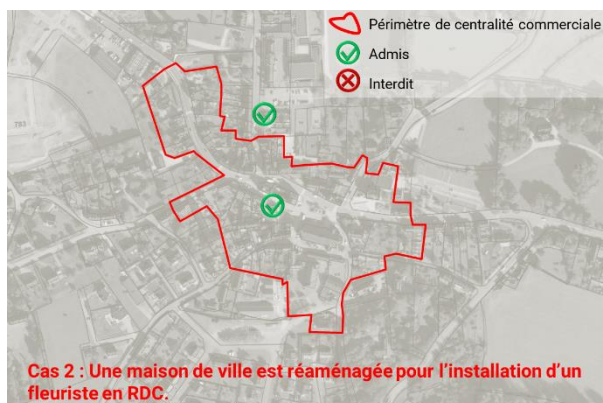 Périmètre de centralité commerciale
Admis
Interdit
793
Cas 2 : Une maison de ville est réaménagée pour l'installation d'un
fleuriste en RDC.